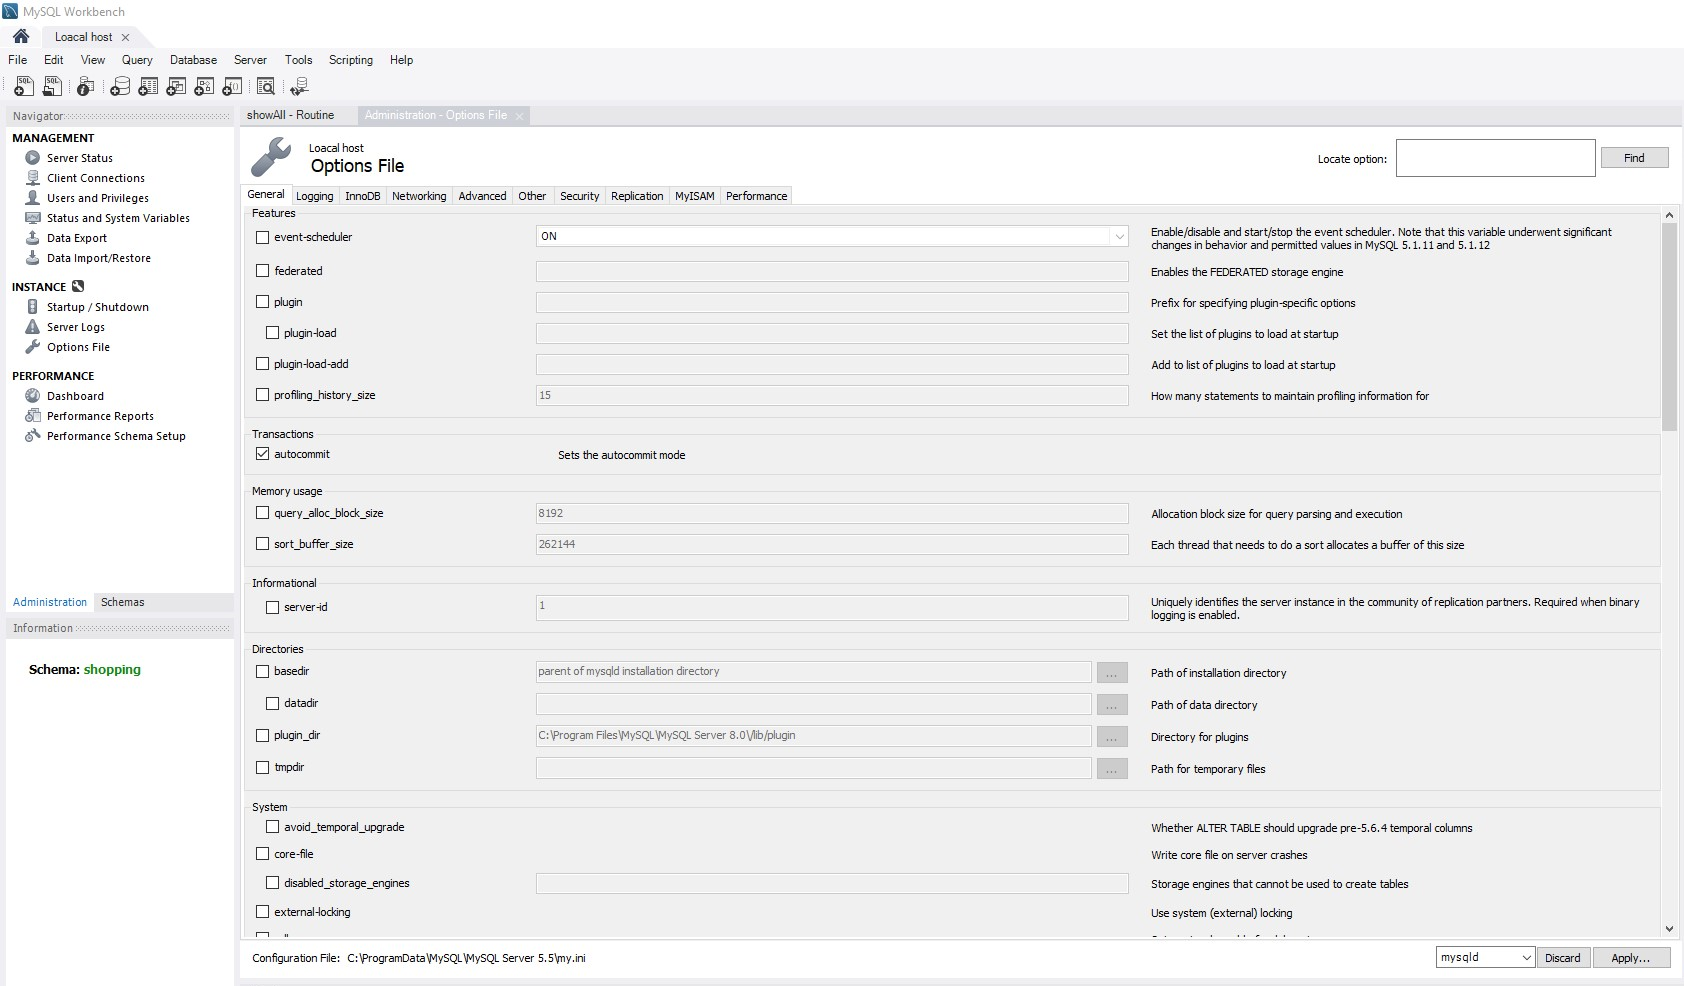 MySQL Workbench
Loacal host
File Edit View Query Database Server Tools Scripting Help
Navigator
MANAGEMENT
Server Status
Client Connections
Users and Privileges
Status and System Variables
Data Export
Data Import/Restore
INSTANCE
Startup / Shutdown
Server Logs
Options File
PERFORMANCE
Dashboard
Performance Reports
Performance Schema Setup
Administration Schemas
Information
Schema: shopping
showAll - Routine Administration - Options File
Loacal host
Options File
Locate option: Find
General Logging InnoDB Networking Advanced Other Security Replication MyISAM Performance
Features
event-scheduler ON Enable/disable and start/stop the event scheduler. Note that this variable underwent significant
changes in behavior and permitted values in MySQL 5.1.11 and 5.1.12
federated Enables the FEDERATED storage engine
plugin Prefix for specifying plugin-specific options
plugin-load Set the list of plugins to load at startup
plugin-load-add Add to list of plugins to load at startup
profiling_history_size 15 How many statements to maintain profiling information for
Transactions
autocommit Sets the autocommit mode
Memory usage
query_alloc_block_size 8192 Allocation block size for query parsing and execution
sort_buffer_size 262144 Each thread that needs to do a sort allocates a buffer of this size
Informational
server-id 1 Uniquely identifies the server instance in the community of replication partners. Required when binary
logging is enabled.
Directories
basedir parent of mysqld installation directory ... Path of installation directory
datadir ... Path of data directory
plugin_dir C:\Program Files\MySQL\MySQL Server 8.0\/lib/plugin ... Directory for plugins
tmpdir ... Path for temporary files
System
avoid_temporal_upgrade Whether ALTER TABLE should upgrade pre-5.6.4 temporal columns
core-file Write core file on server crashes
disabled_storage_engines Storage engines that cannot be used to create tables
external-locking Use system (external) locking
Configuration File: C:\ProgramData\MySQL\MySQL Server 5.5\my.ini mysqld Discard Apply...